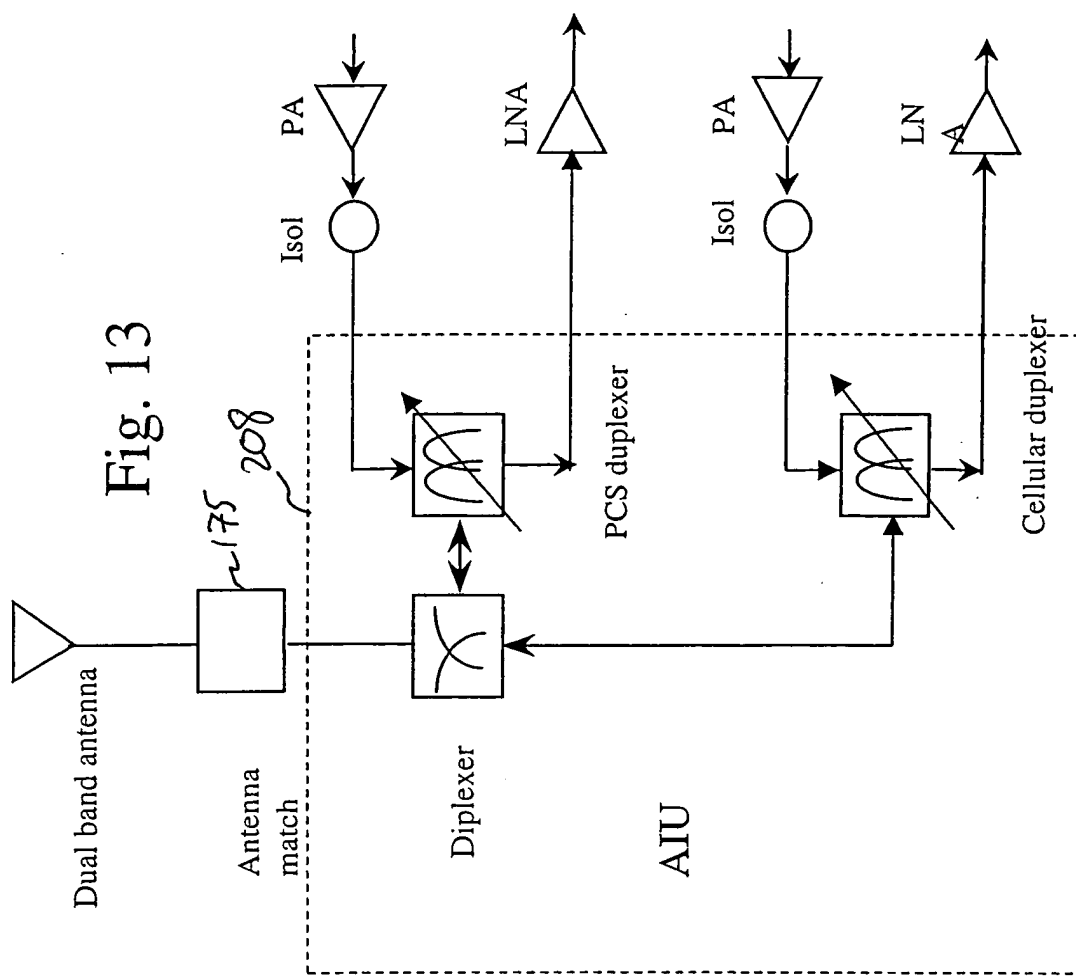 Fig. 13
Dual band antenna
Antenna
match
175
208
Diplexer
AIU
PCS duplexer
Cellular duplexer
Isol
PA
LNA
Isol
PA
LN
A